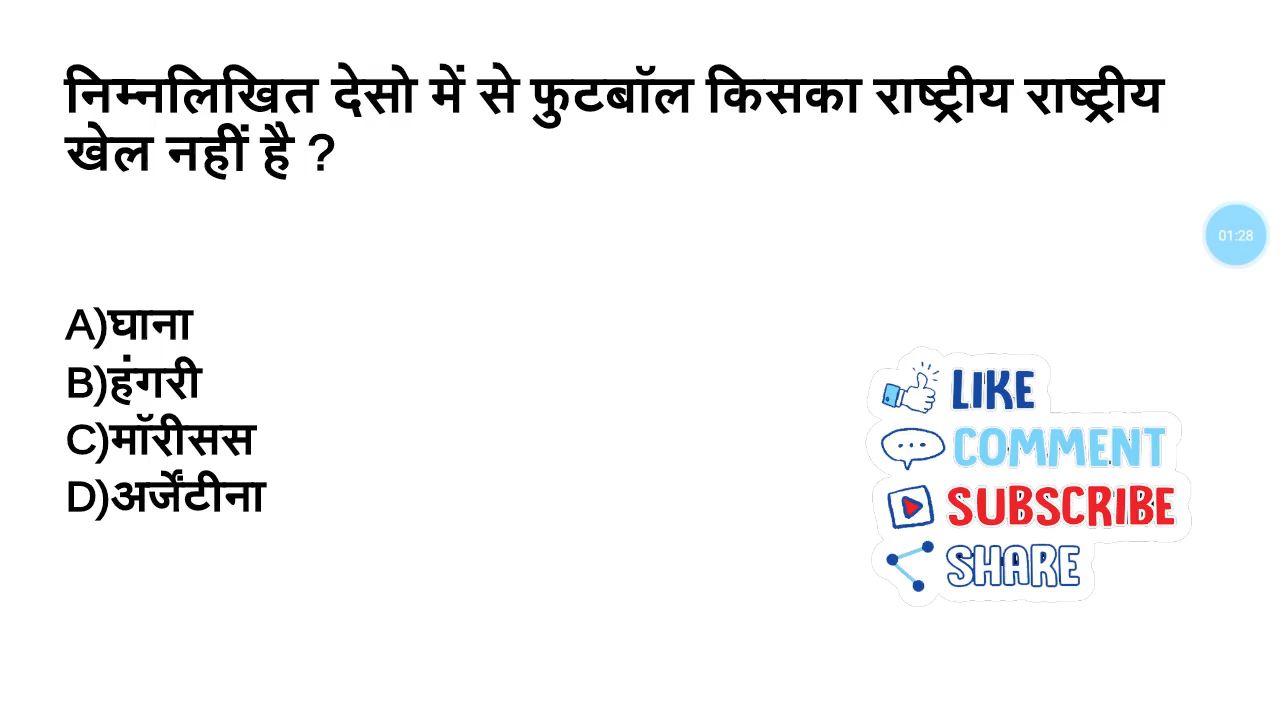 निम्नलिखित देसो में से फुटबॉल किसका राष्ट्रीय राष्ट्रीय
खेल नहीं है ?
01:28
A)घाना
B)हंगरी
C)मॉरीसस
D)अर्जेंटीना
LIKE
COMMENT
SUBSCRIBE
SHARE